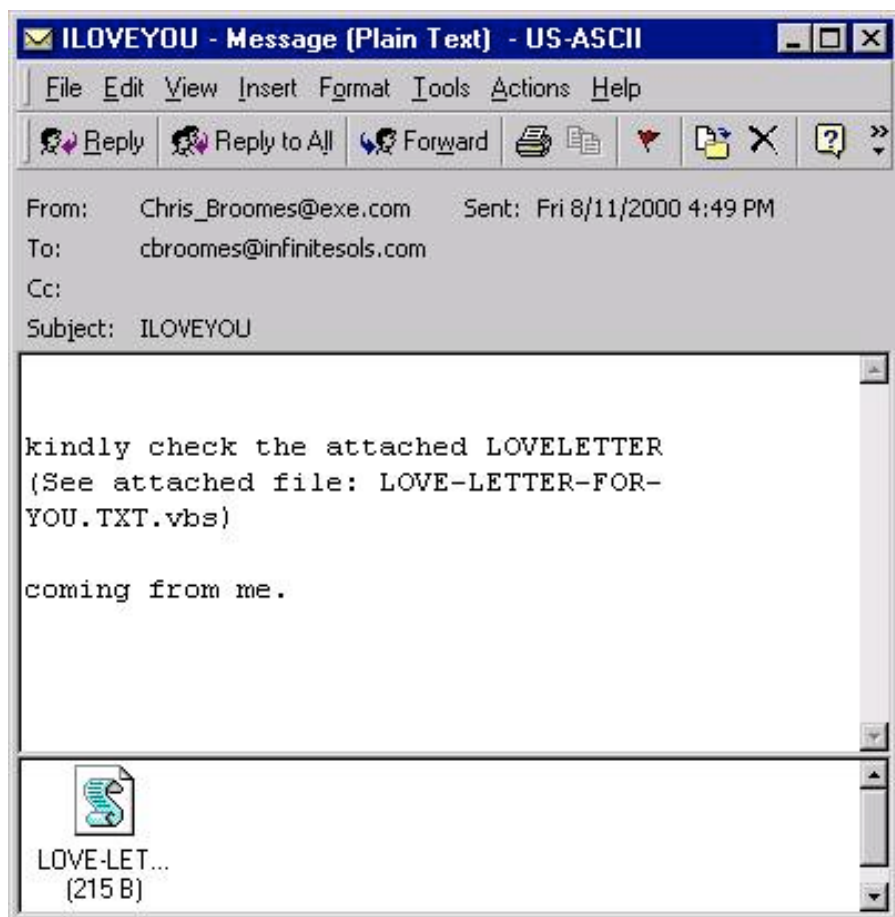 ILOVEYOU - Message (Plain Text) - US-ASCII
File Edit View Insert Format Tools Actions Help
Reply Reply to All Forward
From: Chris_Broomes@exe.com Sent: Fri 8/11/2000 4:49 PM
To: cbroomes@infinitesols.com
Cc:
Subject: ILOVEYOU
kindly check the attached LOVELETTER
(See attached file: LOVE-LETTER-FOR-
YOU.TXT.vbs)
coming from me.
LOVE-LET...
(215 B)